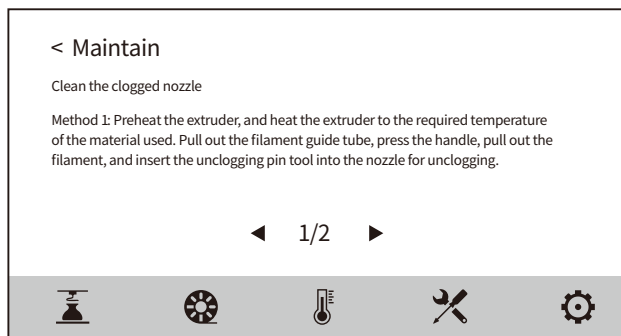 < Maintain
Clean the clogged nozzle
Method 1: Preheat the extruder, and heat the extruder to the required temperature
of the material used. Pull out the filament guide tube, press the handle, pull out the
filament, and insert the unclogging pin tool into the nozzle for unclogging.
1/2